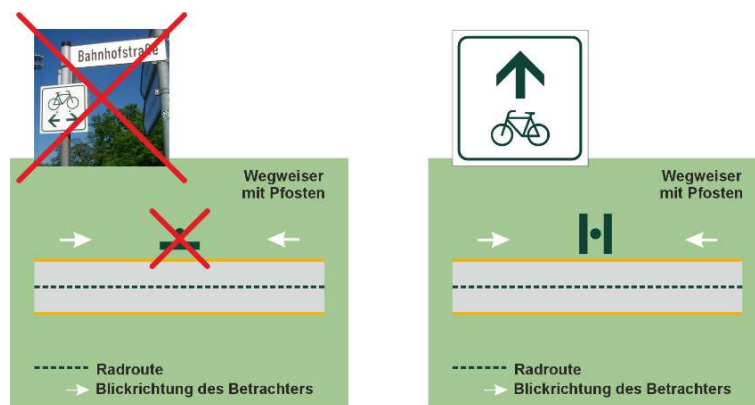 Bahnhofstraße
Wegweiser
mit Pfosten
Radroute
Blickrichtung des Betrachters
Wegweiser
mit Pfosten
Radroute
Blickrichtung des Betrachters